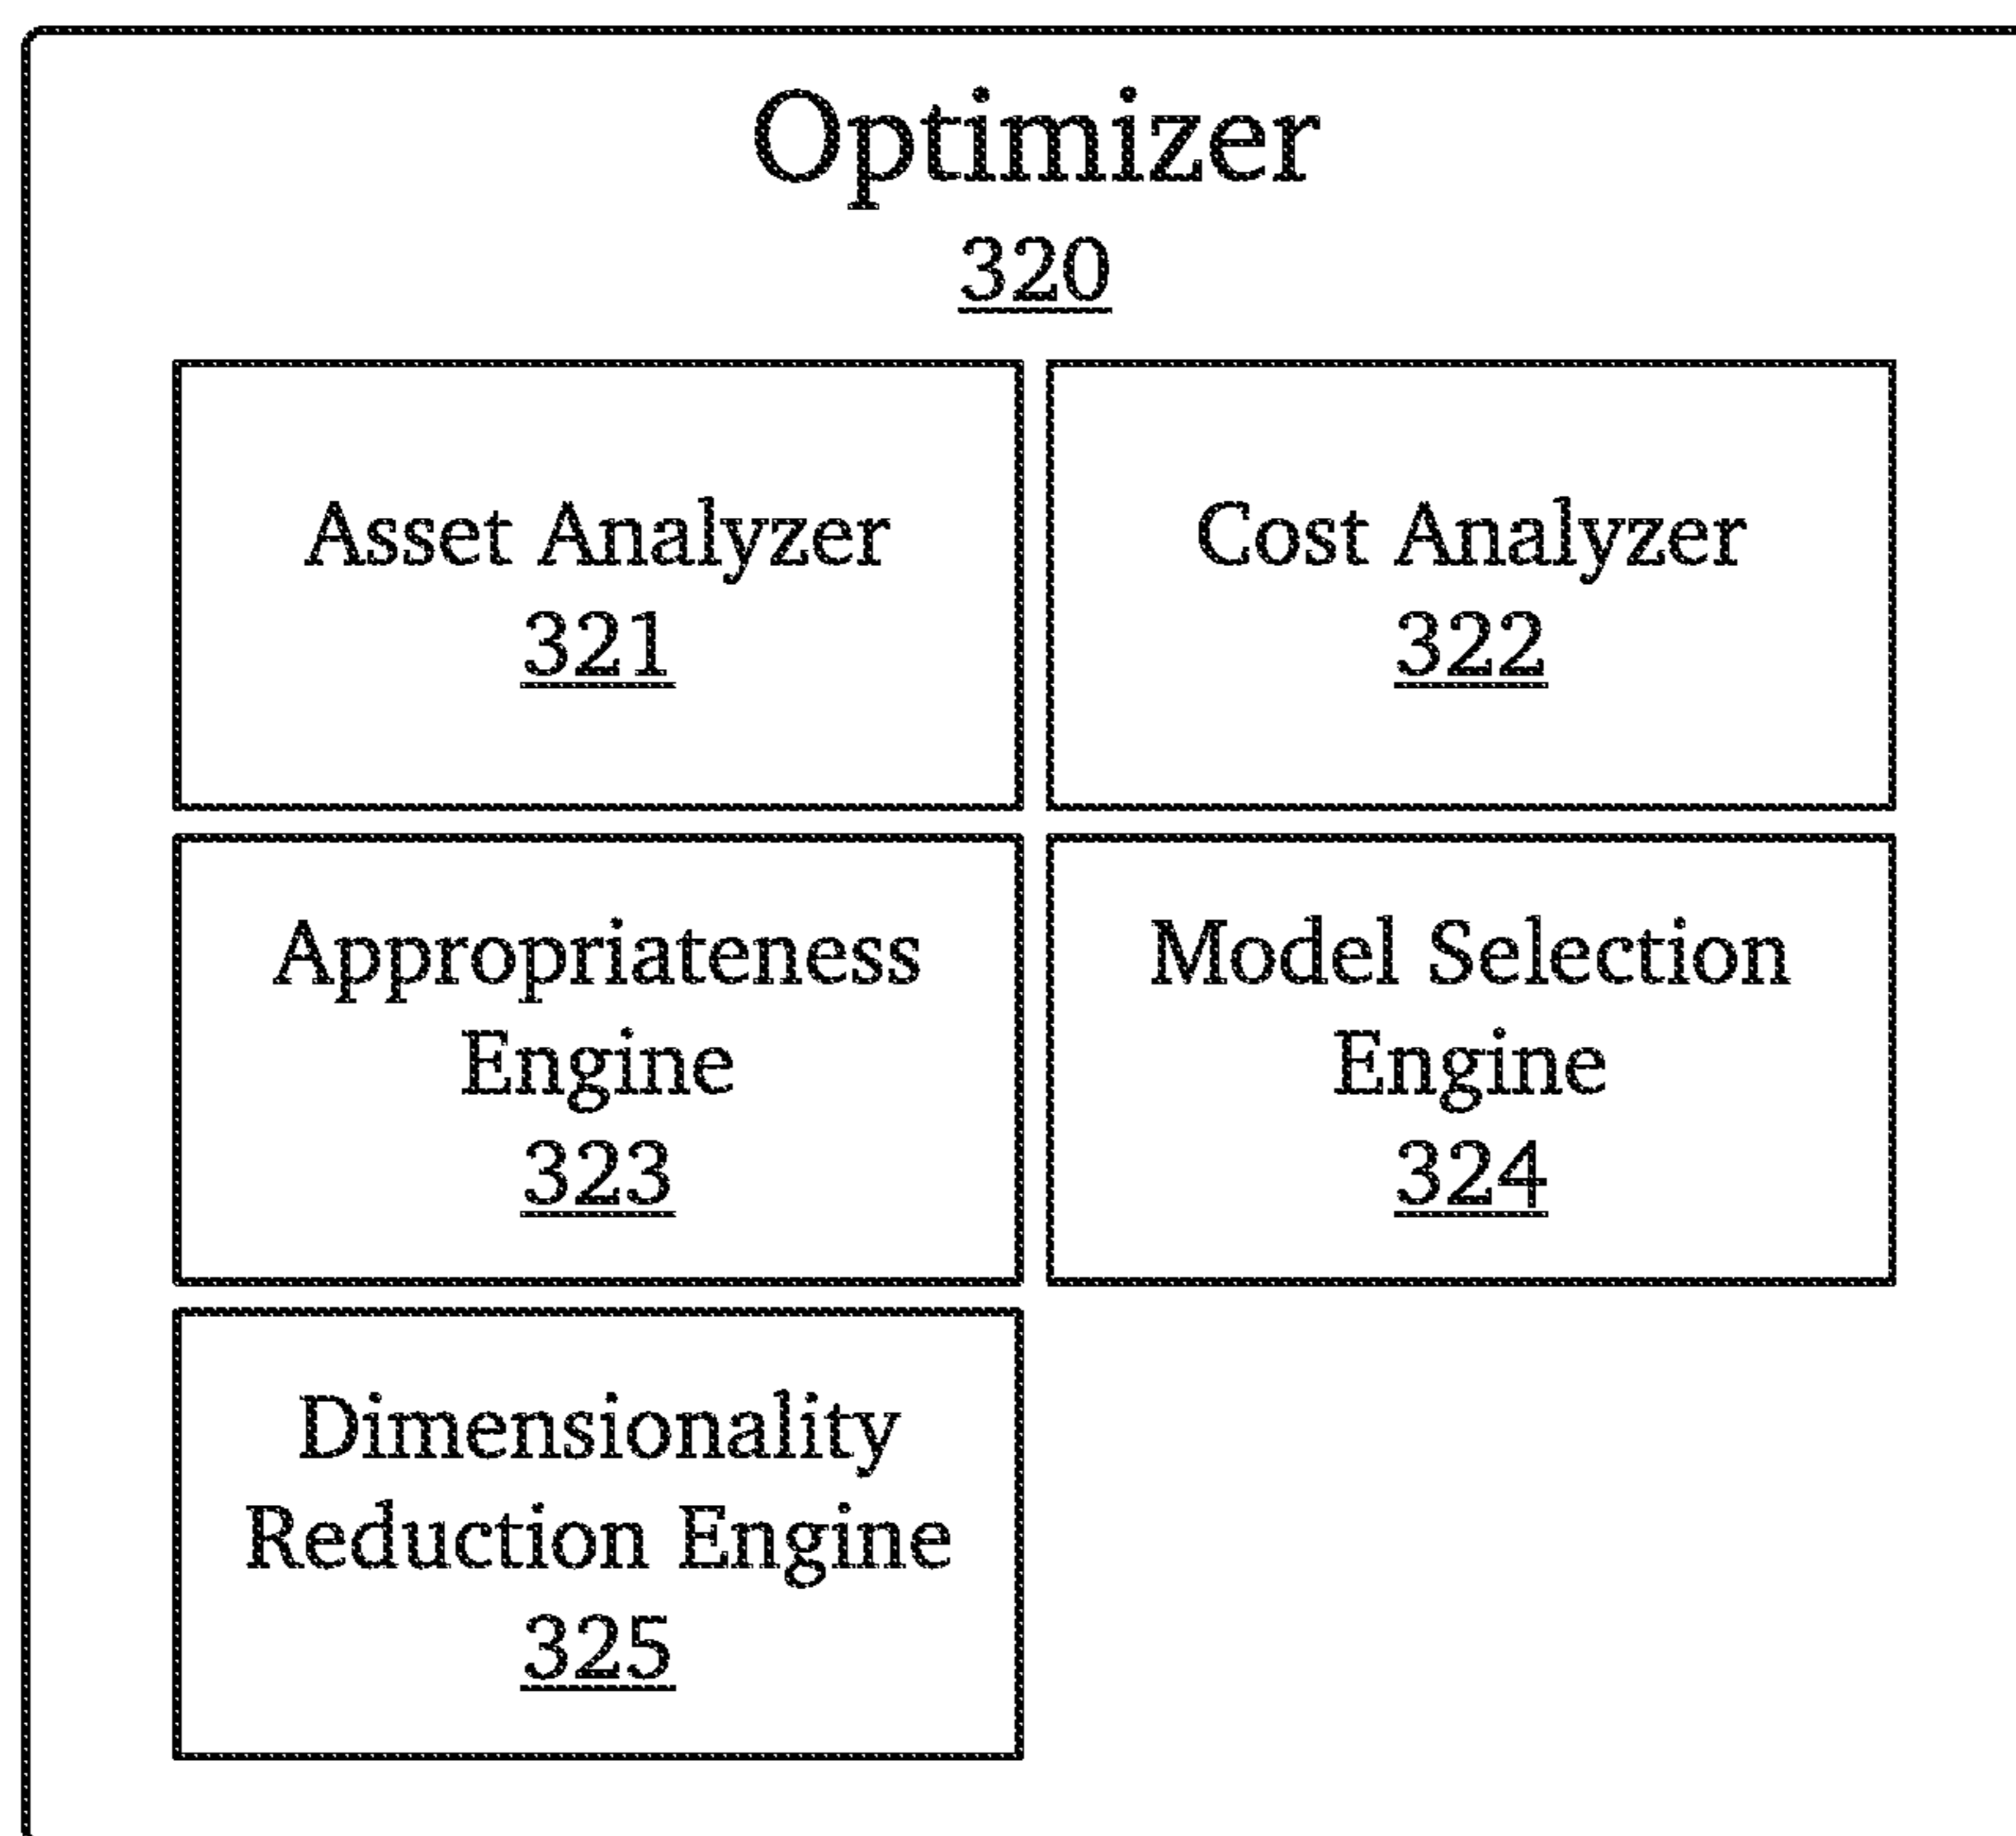 Optimizer
320
Asset Analyzer
321
Cost Analyzer
322
Appropriateness
Engine
323
Model Selection
Engine
324
Dimensionality
Reduction Engine
325